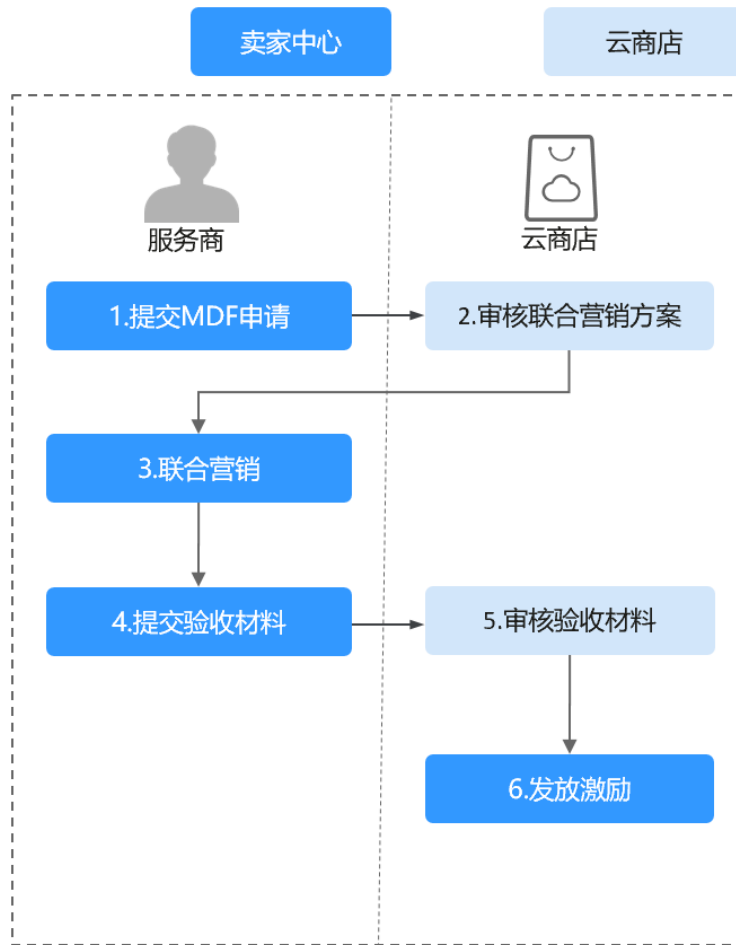 卖家中心
云商店
服务商
云商店
1.提交MDF申请
2.审核联合营销方案
3.联合营销
4.提交验收材料
5.审核验收材料
6.发放激励